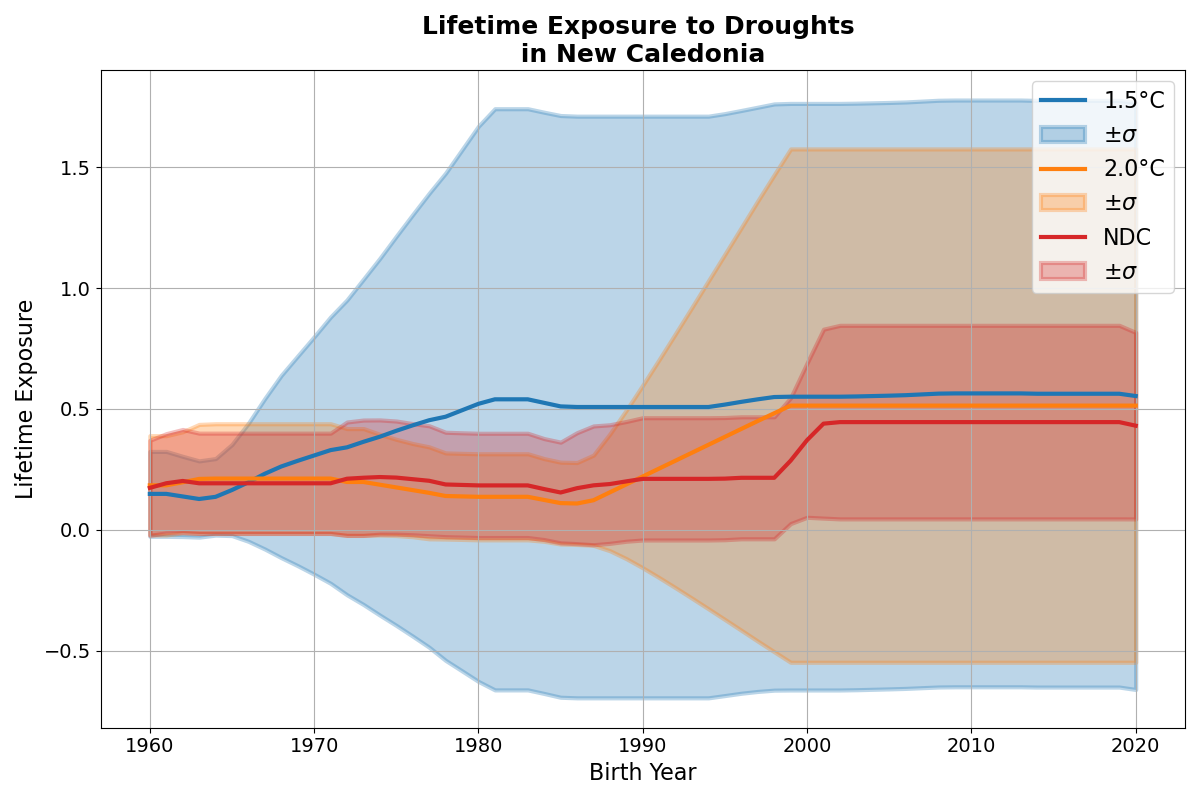 Lifetime Exposure to Droughts
in New Caledonia
1.5°C
±σ
2.0°C
±σ
NDC
±σ
Lifetime Exposure
1.5
1.0
0.5
0.0
−0.5
1960 1970 1980 1990 2000 2010 2020
Birth Year